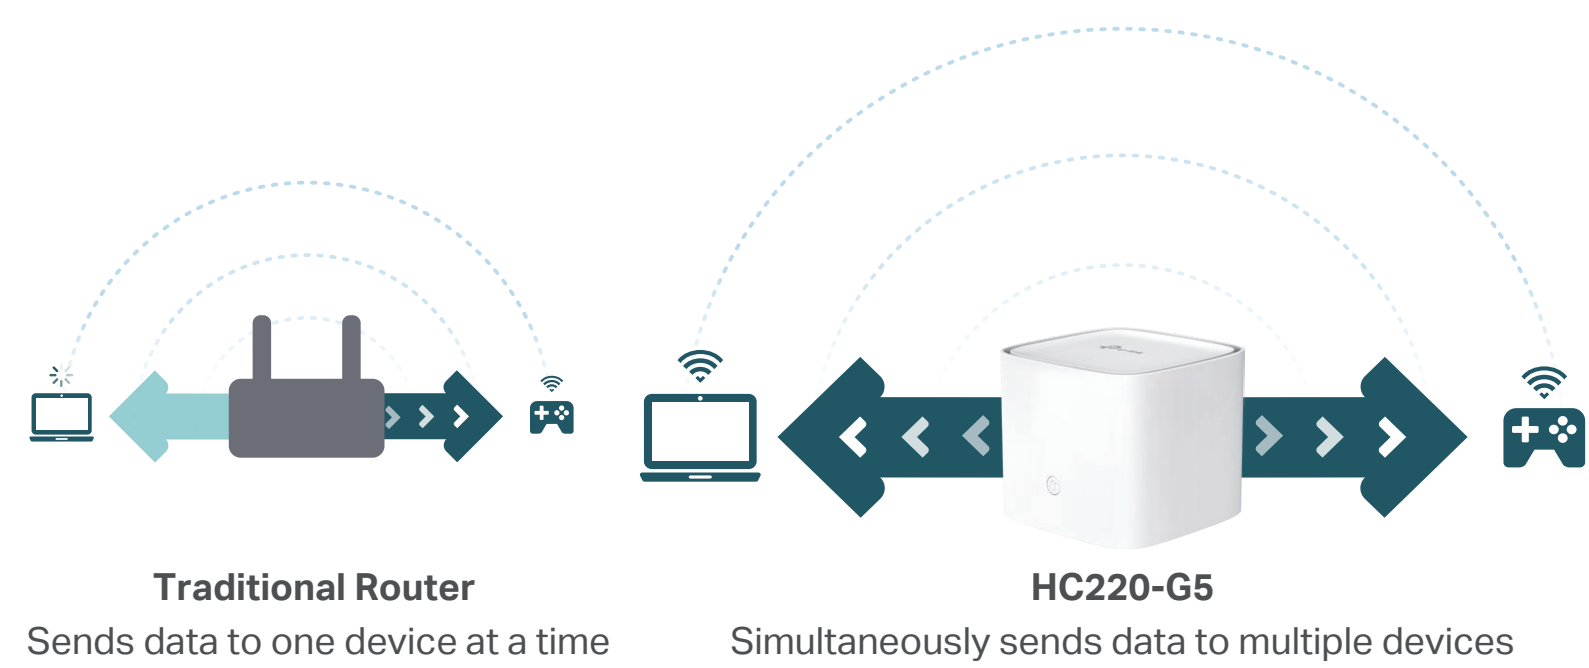 Traditional Router
Sends data to one device at a time
HC220-G5
Simultaneously sends data to multiple devices